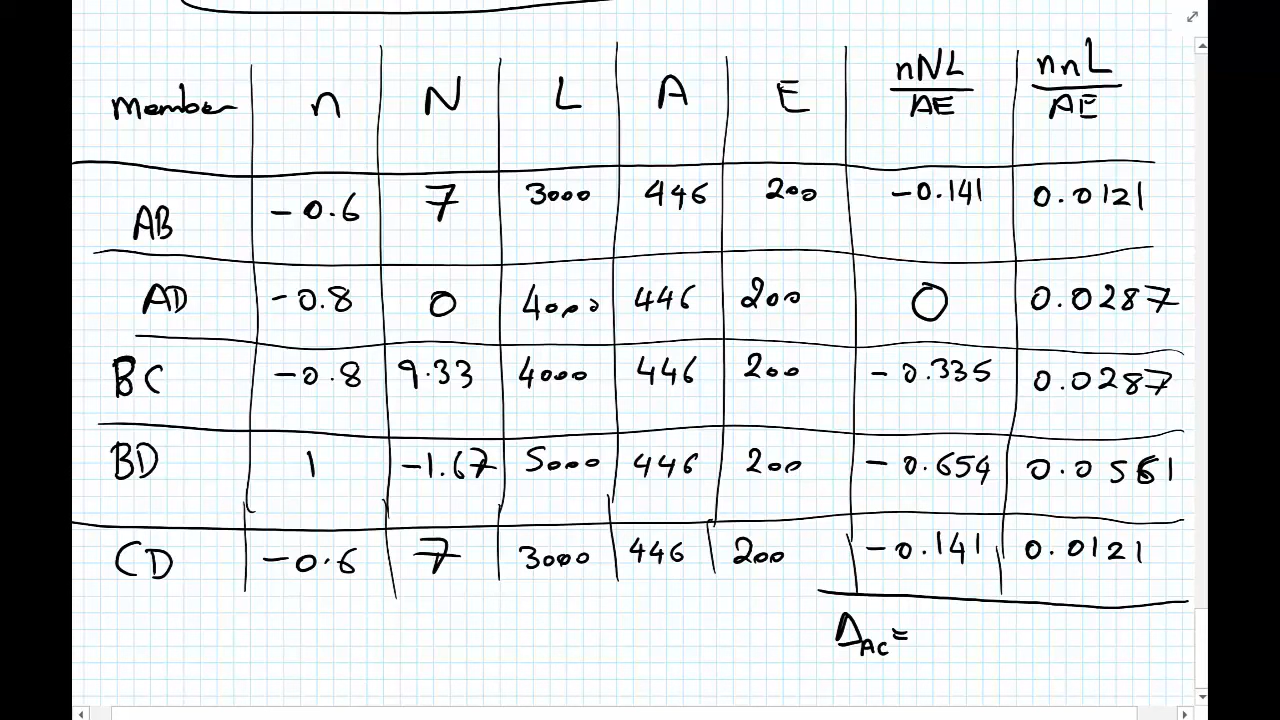 Member n N L A E nNL/AE nnL/AE
AB -0.6 7 3000 446 200 -0.141 0.0121
AD -0.8 0 4000 446 200 0 0.0287
BC -0.8 9.33 4000 446 200 -0.335 0.0287
BD 1 -1.67 5000 446 200 -0.654 0.0561
CD -0.6 7 3000 446 200 -0.141 0.0121
Δ_AC =